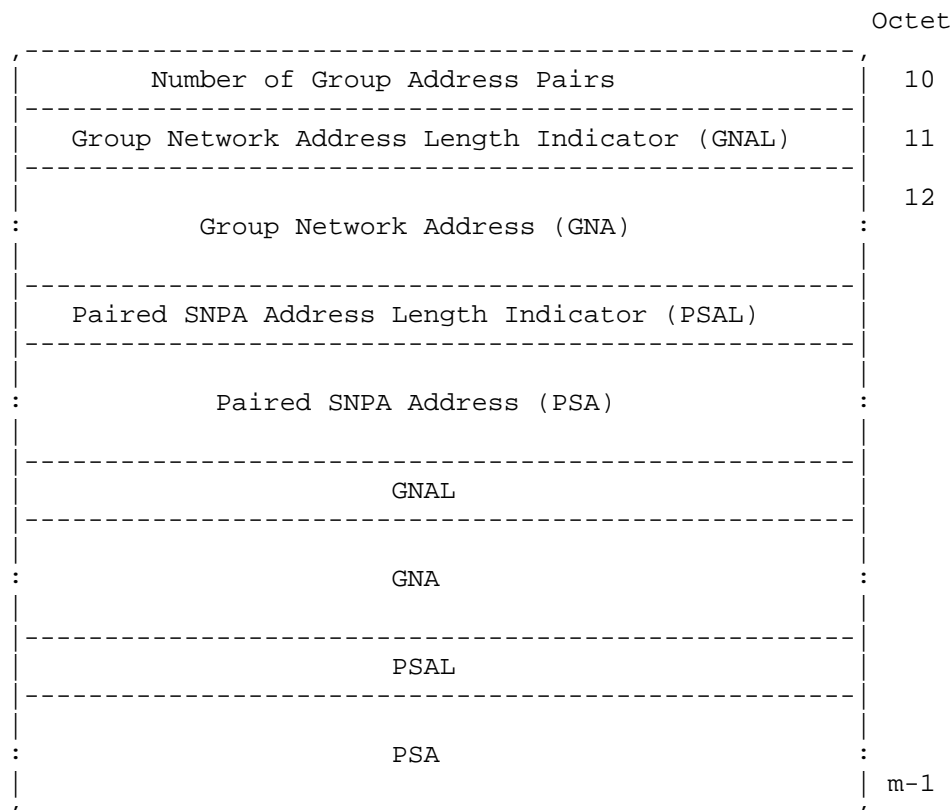 Octet
Number of Group Address Pairs 10
Group Network Address Length Indicator (GNAL) 11
12
Group Network Address (GNA)
Paired SNPA Address Length Indicator (PSAL)
Paired SNPA Address (PSA)
GNAL
GNA
PSAL
PSA
m-1